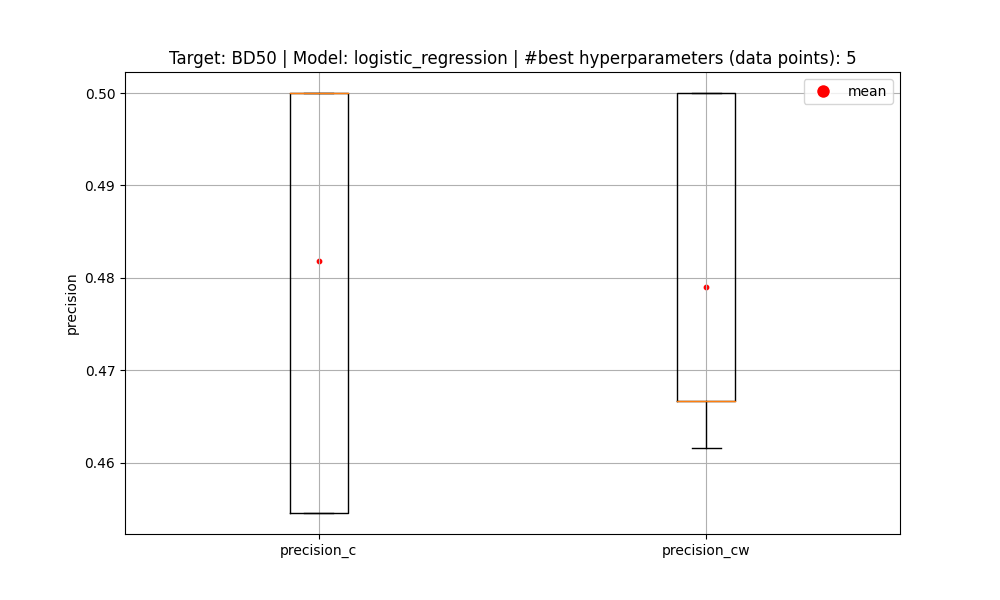 Target: BD50 | Model: logistic_regression | #best hyperparameters (data points): 5
mean
0.50
0.49
0.48
0.47
0.46
precision
precision_c
precision_cw